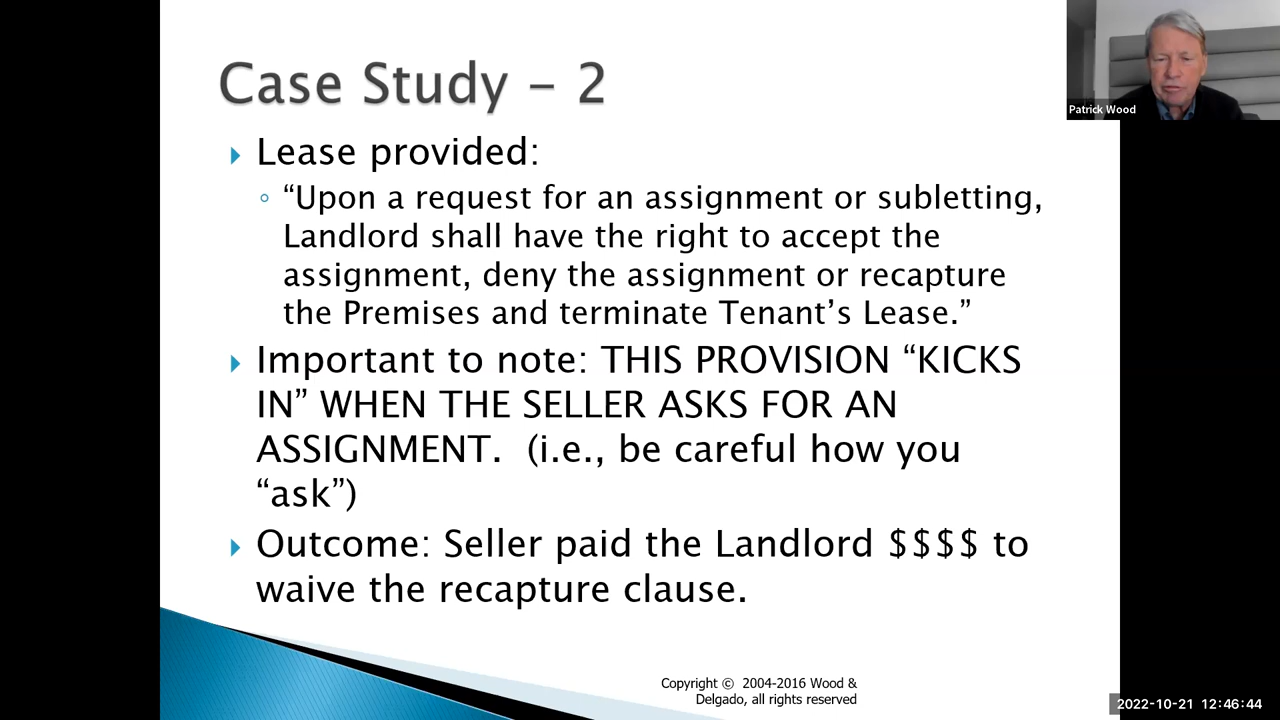 Case Study – 2
Lease provided:
“Upon a request for an assignment or subletting,
Landlord shall have the right to accept the
assignment, deny the assignment or recapture
the Premises and terminate Tenant’s Lease.”
Important to note: THIS PROVISION “KICKS
IN” WHEN THE SELLER ASKS FOR AN
ASSIGNMENT.  (i.e., be careful how you
“ask”)
Outcome: Seller paid the Landlord $$$$ to
waive the recapture clause.
Copyright ©  2004-2016 Wood &
Delgado, all rights reserved
Patrick Wood
2022-10-21  12:46:44